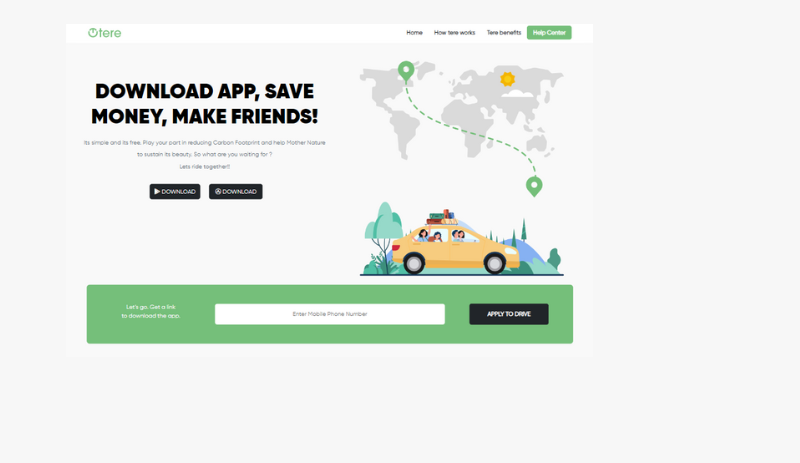 tere
Home How tere works Tere benefits Help Center
DOWNLOAD APP, SAVE
MONEY, MAKE FRIENDS!
Its simple and its free. Play your part in reducing Carbon Footprint and help Mother Nature
to sustain its beauty. So what are you waiting for ?
Lets ride together!!
DOWNLOAD DOWNLOAD
Let's go. Get a link
to download the app.
Enter Mobile Phone Number
APPLY TO DRIVE